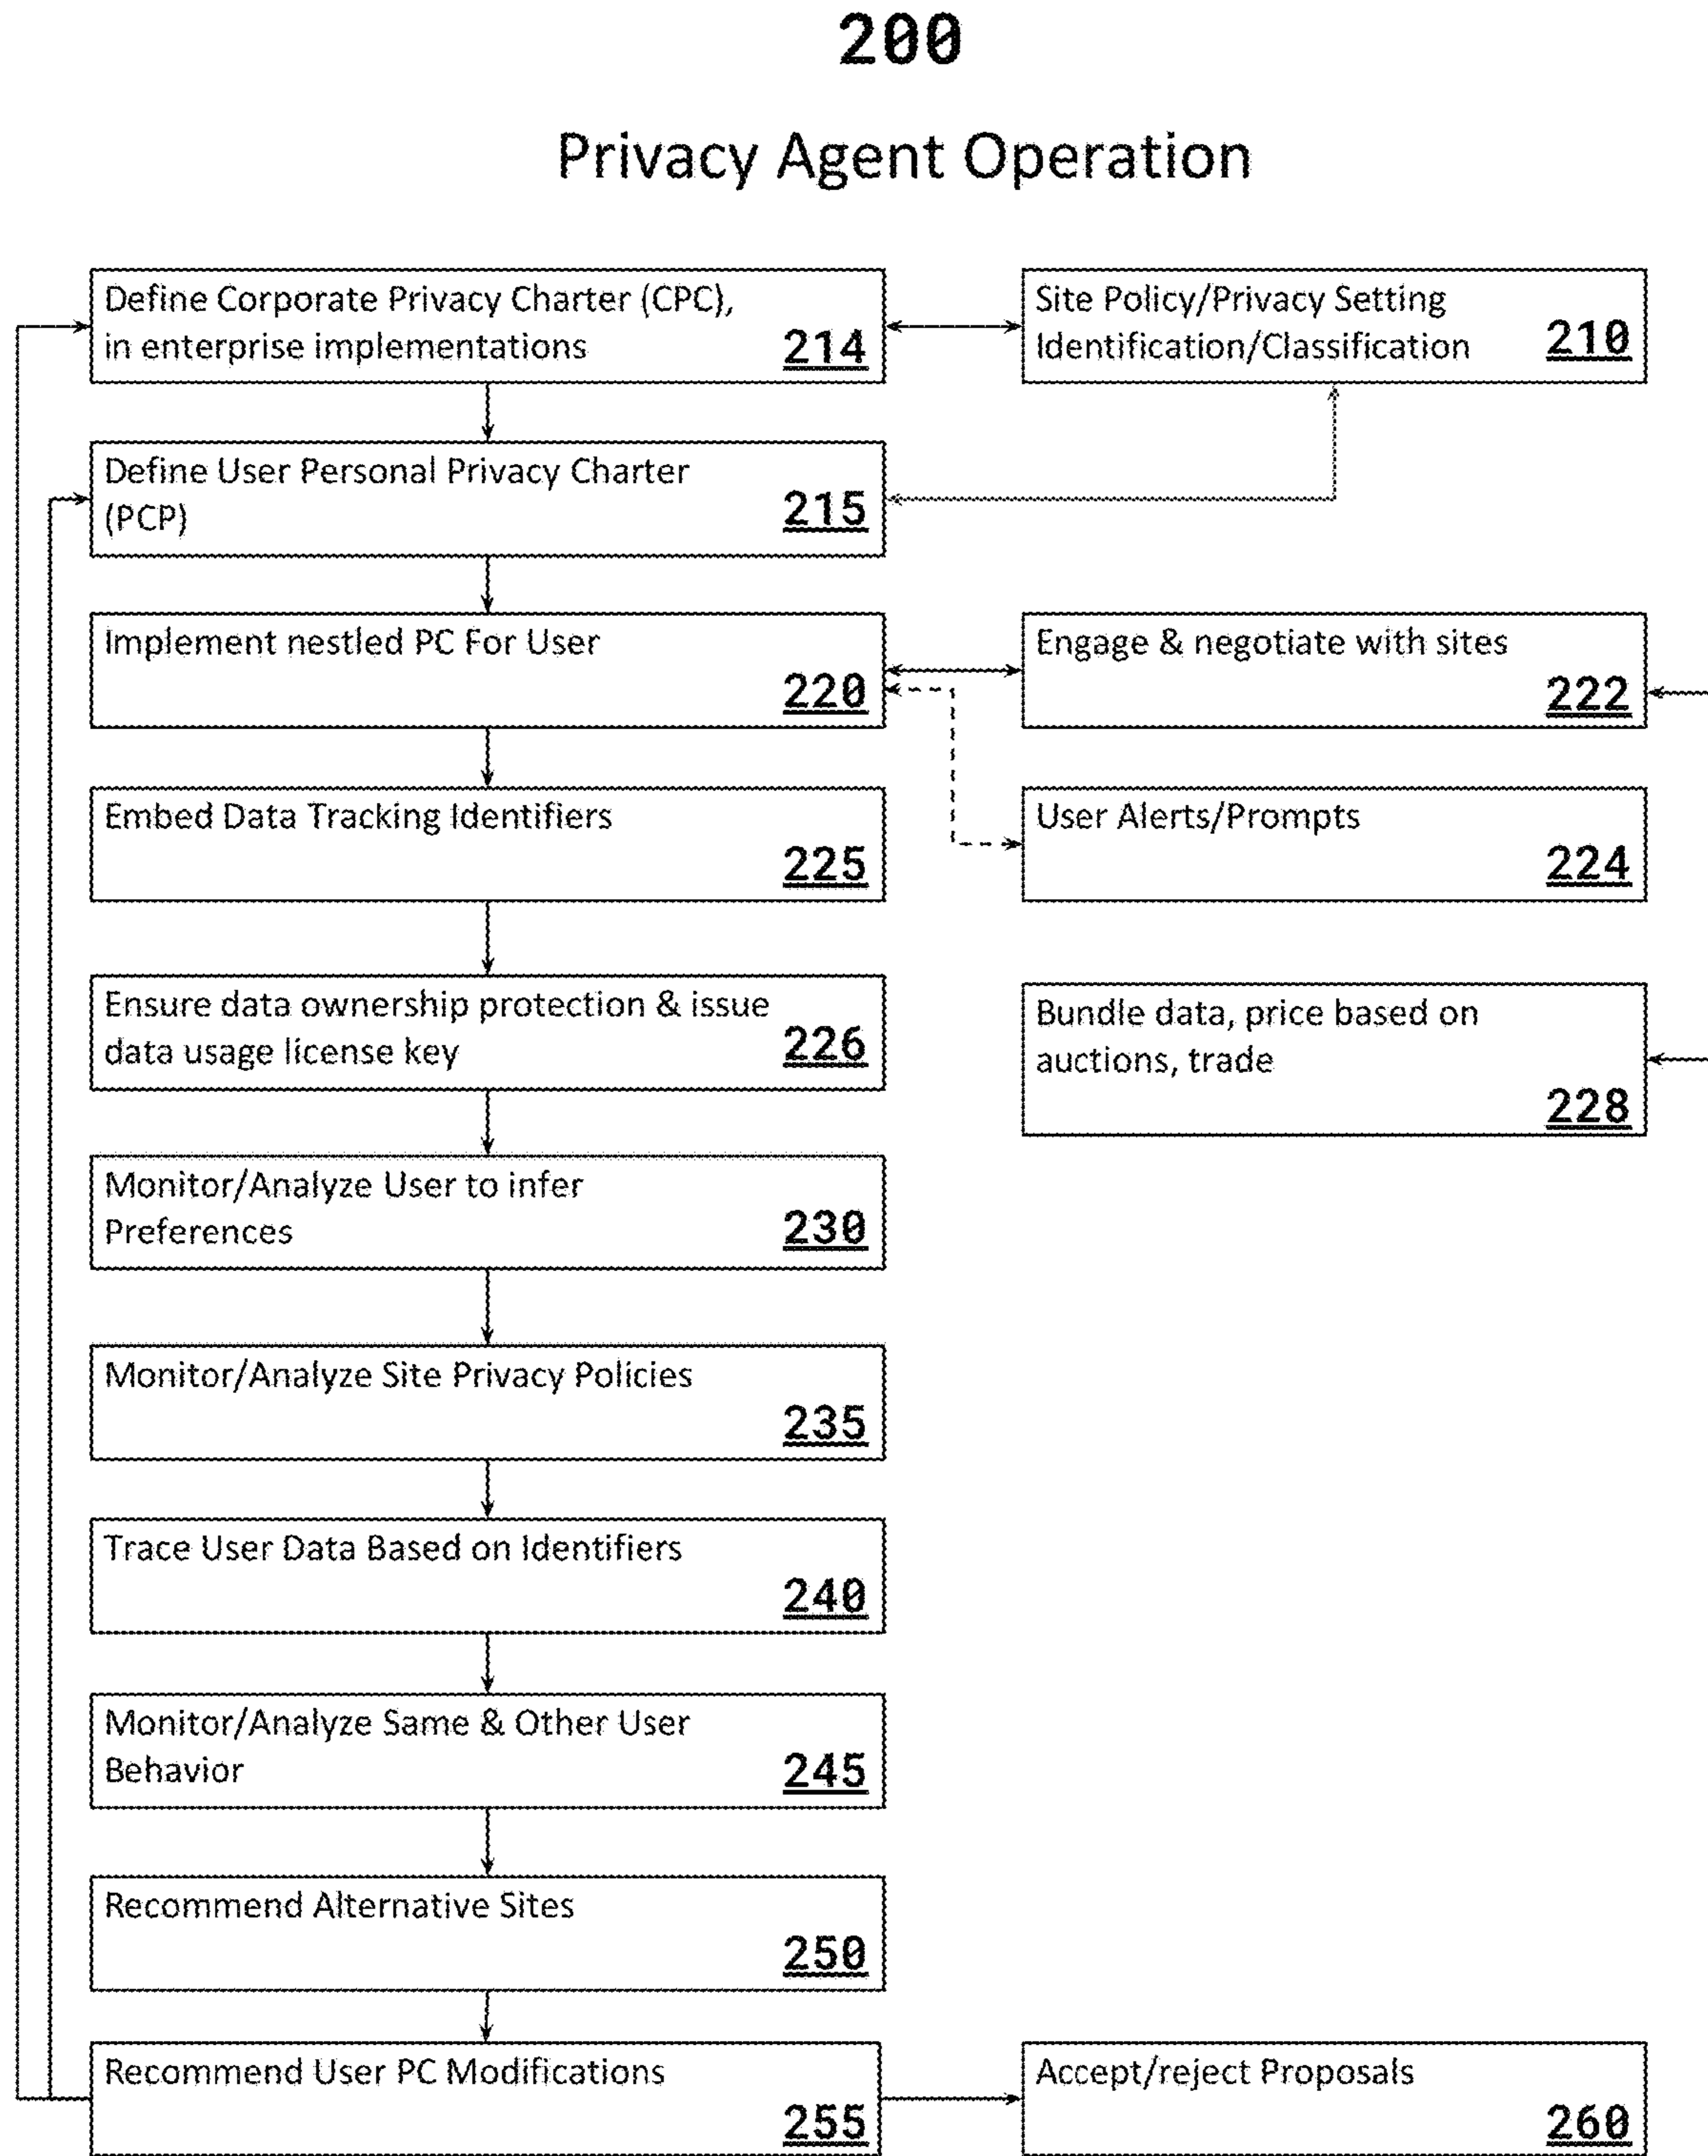 200
Privacy Agent Operation
Define Corporate Privacy Charter (CPC),
in enterprise implementations
214
Site Policy/Privacy Setting
Identification/Classification
210
Define User Personal Privacy Charter
(PCP)
215
Implement nestled PC For User
220
Engage & negotiate with sites
222
Embed Data Tracking Identifiers
225
User Alerts/Prompts
224
Ensure data ownership protection & issue
data usage license key
226
Bundle data, price based on
auctions, trade
228
Monitor/Analyze User to infer
Preferences
230
Monitor/Analyze Site Privacy Policies
235
Trace User Data Based on Identifiers
240
Monitor/Analyze Same & Other User
Behavior
245
Recommend Alternative Sites
250
Recommend User PC Modifications
255
Accept/reject Proposals
260